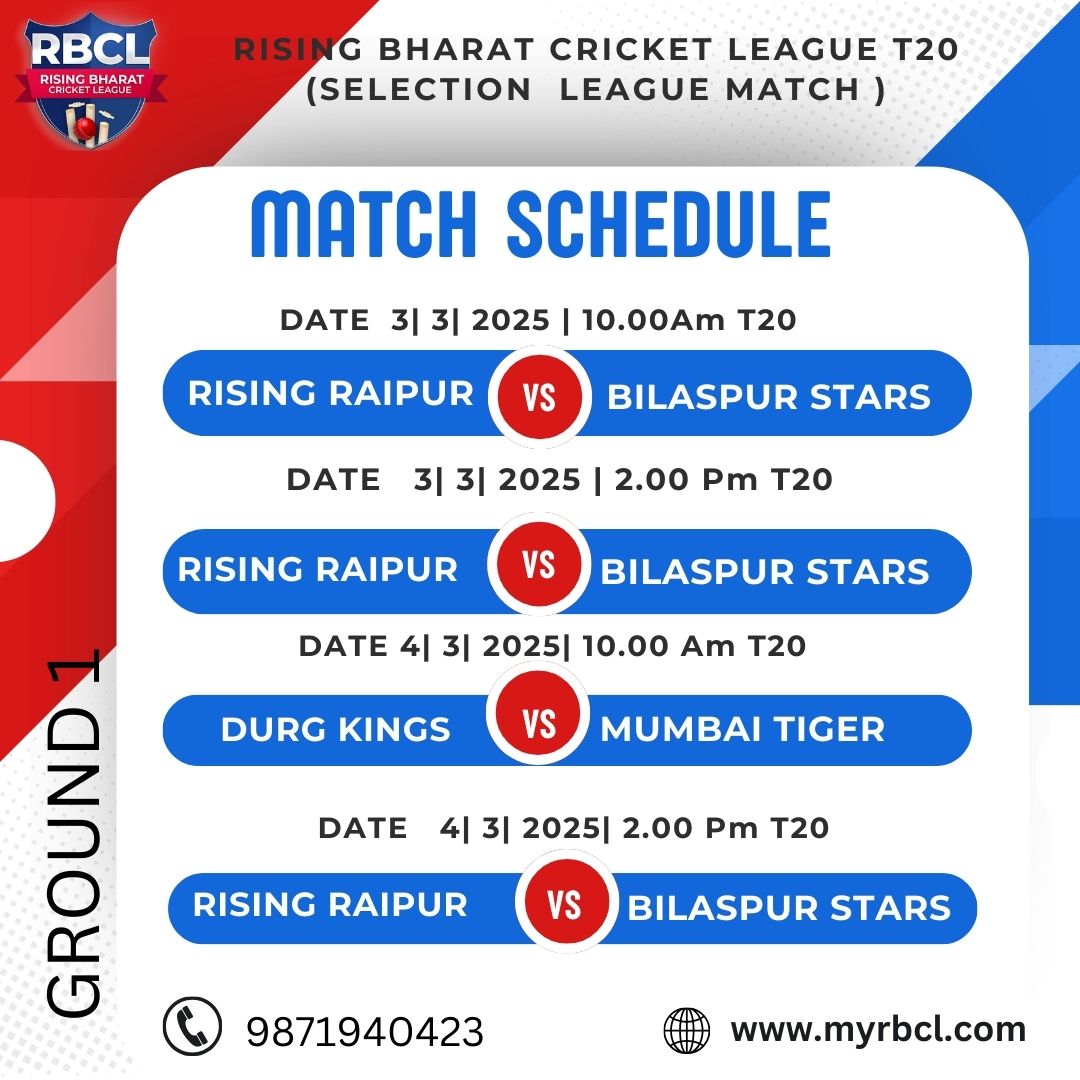 RBCL
RISING BHARAT
CRICKET LEAGUE
RISING BHARAT CRICKET LEAGUE T20
(SELECTION LEAGUE MATCH )
MATCH SCHEDULE
DATE 3| 3| 2025 | 10.00Am T20
RISING RAIPUR VS BILASPUR STARS
DATE 3| 3| 2025 | 2.00 Pm T20
RISING RAIPUR VS BILASPUR STARS
DATE 4| 3| 2025| 10.00 Am T20
DURG KINGS VS MUMBAI TIGER
DATE 4| 3| 2025| 2.00 Pm T20
RISING RAIPUR VS BILASPUR STARS
GROUND 1
9871940423
www.myrbcl.com